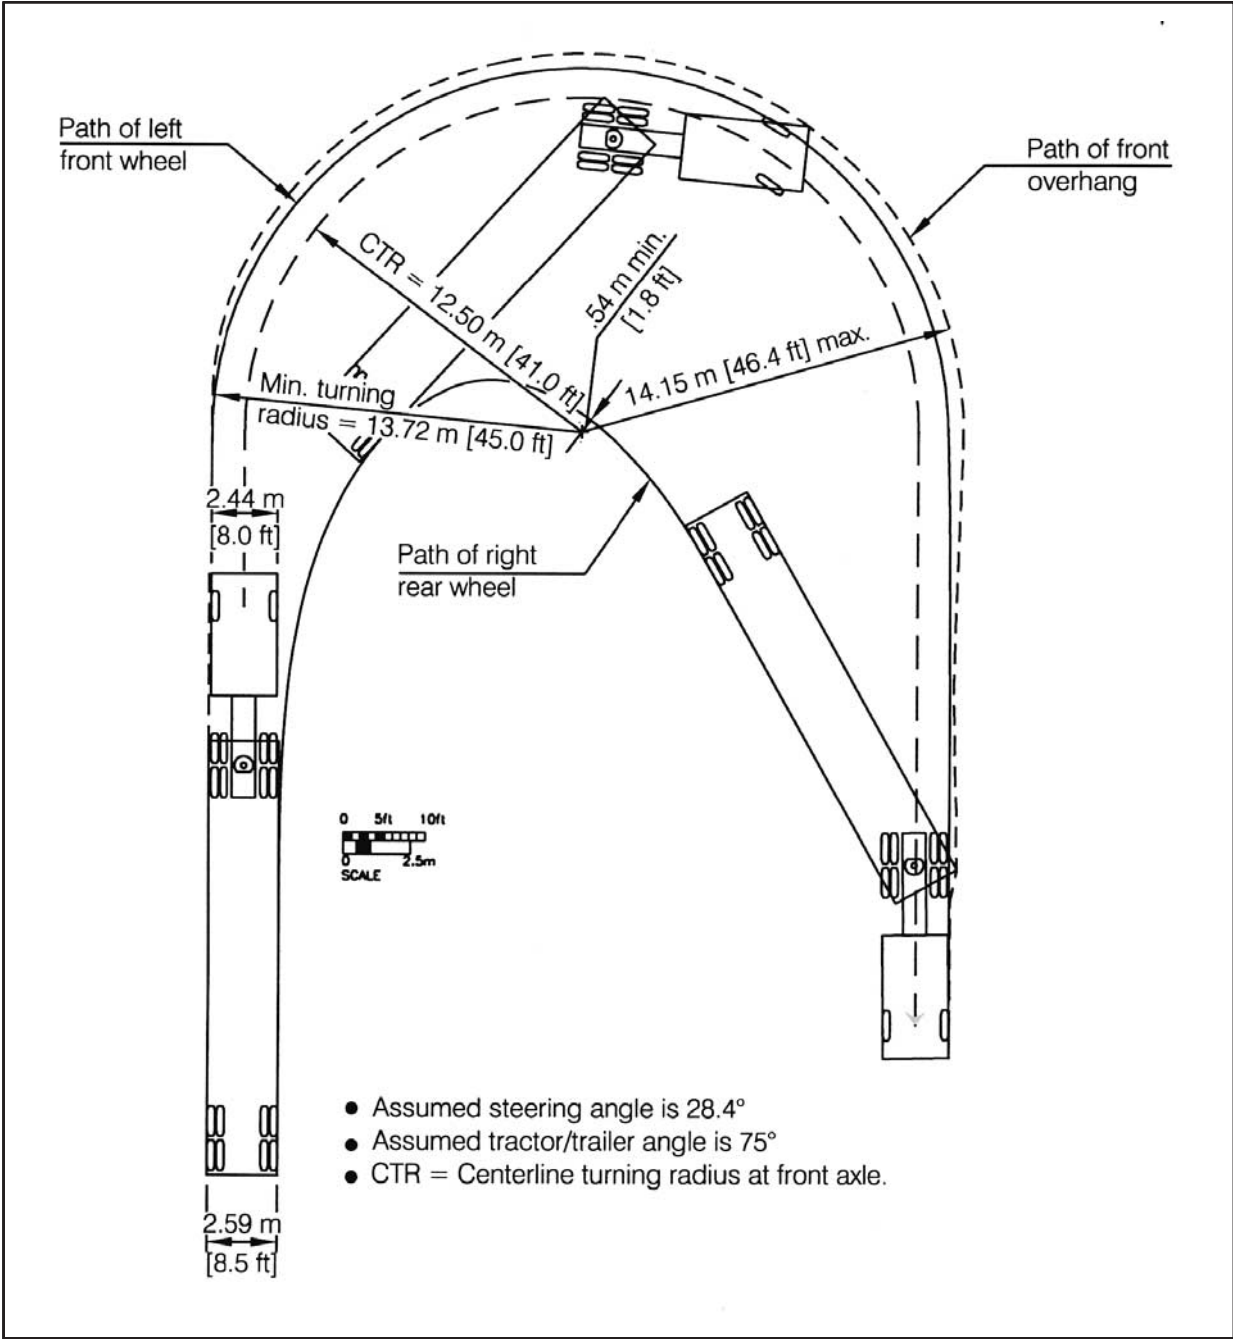 Path of left
front wheel
Path of front
overhang
CTR = 12.50 m [41.0 ft]
.54 m min.
[1.8 ft]
14.15 m [46.4 ft] max.
Min. turning
radius = 13.72 m [45.0 ft]
2.44 m
[8.0 ft]
Path of right
rear wheel
0 5ft 10ft
0 2.5m
SCALE
● Assumed steering angle is 28.4°
● Assumed tractor/trailer angle is 75°
● CTR = Centerline turning radius at front axle.
2.59 m
[8.5 ft]